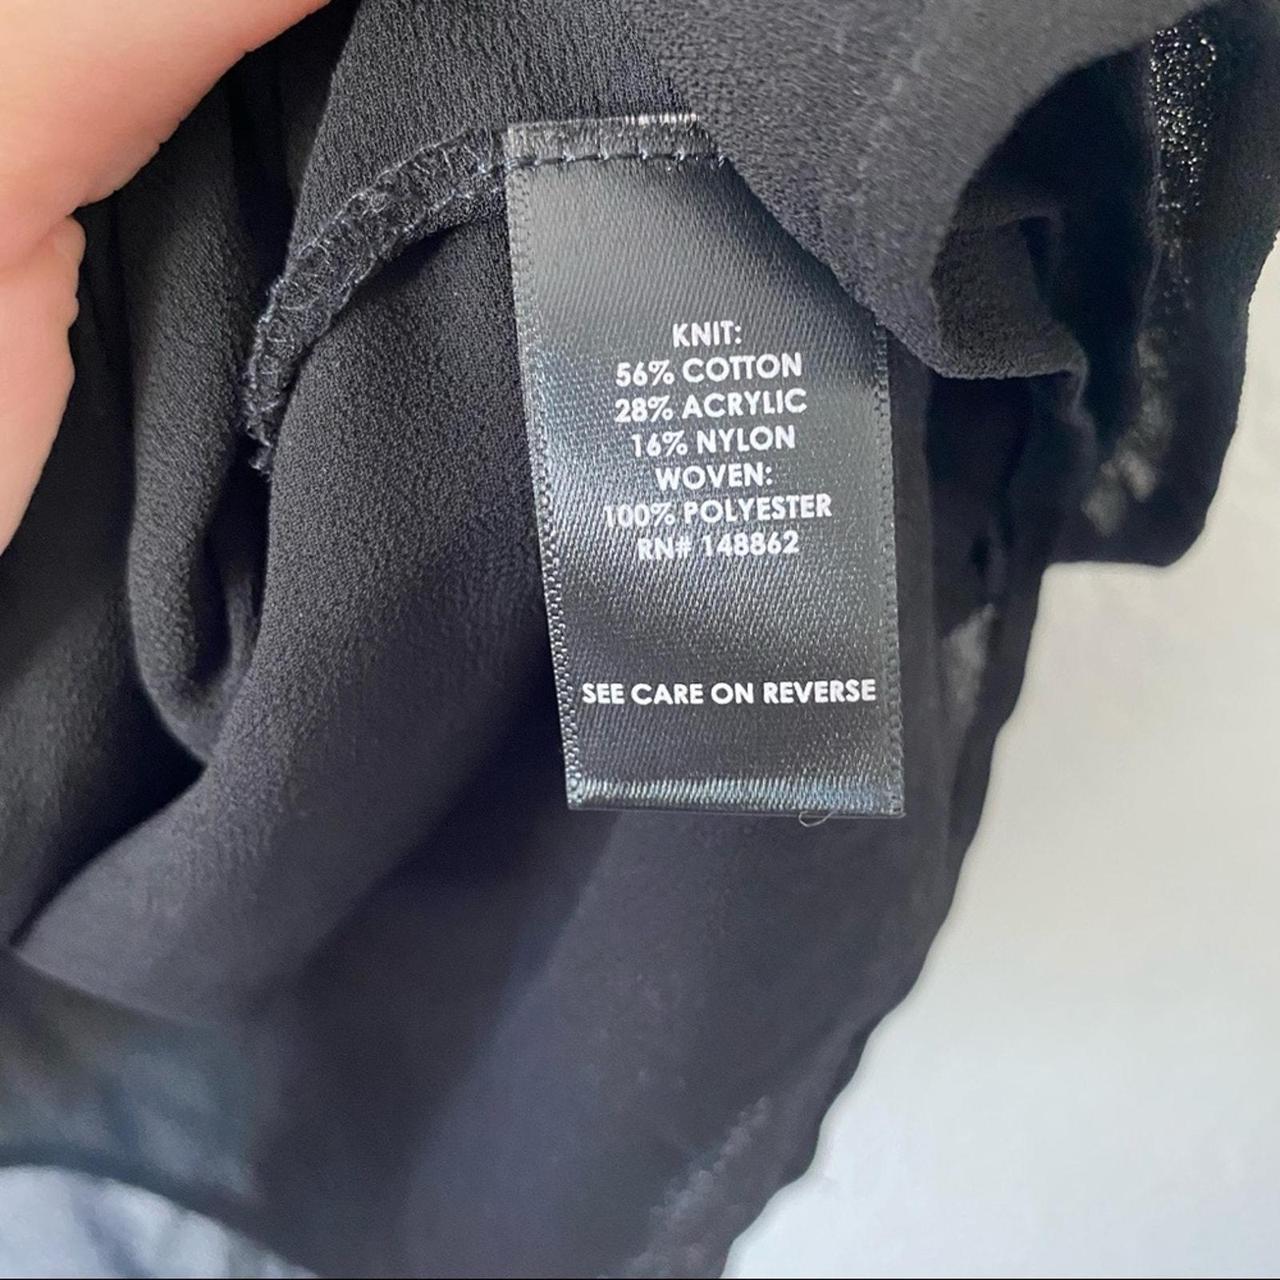 KNIT:
56% COTTON
28% ACRYLIC
16% NYLON
WOVEN:
100% POLYESTER
RN# 148862
SEE CARE ON REVERSE